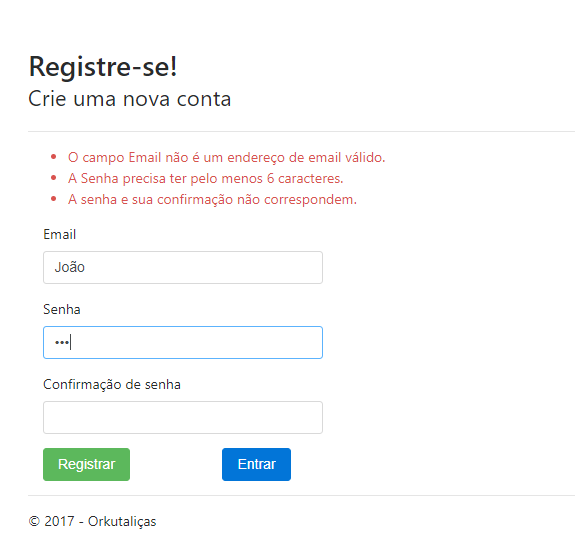 Registre-se!
Crie uma nova conta
O campo Email não é um endereço de email válido.
A Senha precisa ter pelo menos 6 caracteres.
A senha e sua confirmação não correspondem.
Email
João
Senha
•••
Confirmação de senha
Registrar Entrar
© 2017 - Orkutaliças